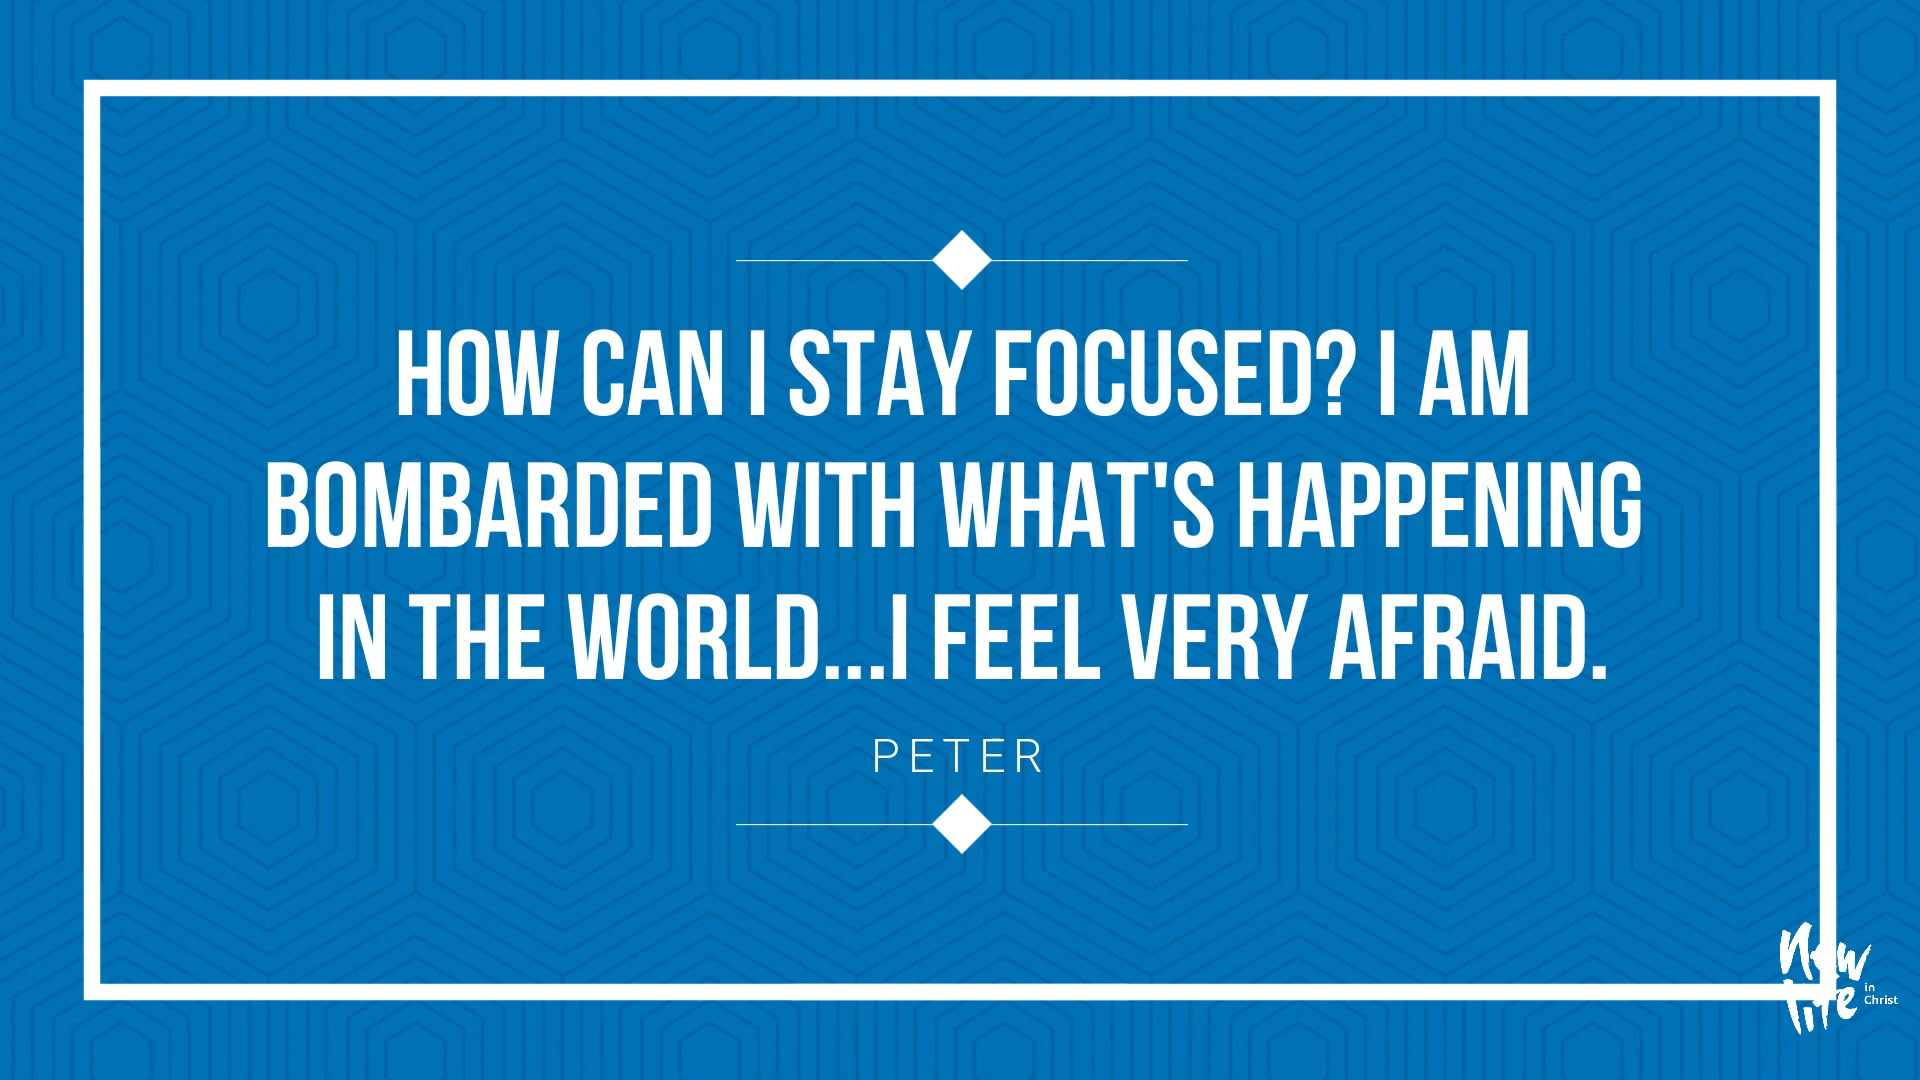 HOW CAN I STAY FOCUSED? I AM
BOMBARDED WITH WHAT'S HAPPENING
IN THE WORLD...I FEEL VERY AFRAID.
PETER
New
life
in
Christ